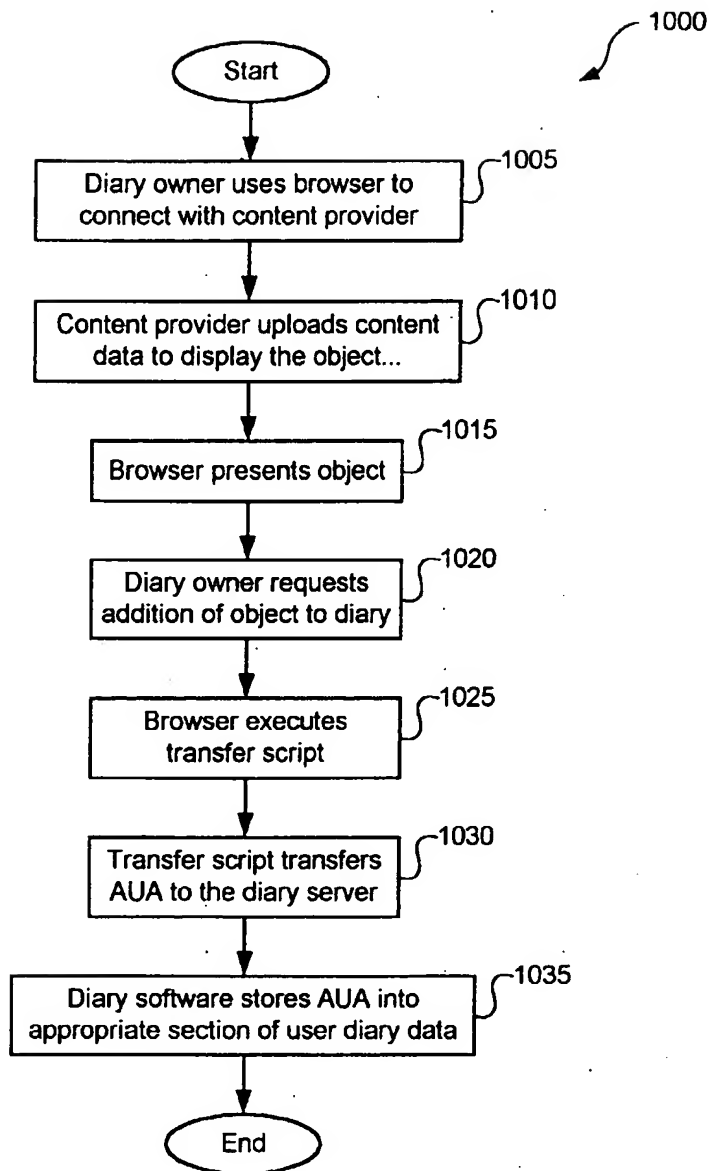 1000
Start
1005
Diary owner uses browser to
connect with content provider
1010
Content provider uploads content
data to display the object...
1015
Browser presents object
1020
Diary owner requests
addition of object to diary
1025
Browser executes
transfer script
1030
Transfer script transfers
AUA to the diary server
1035
Diary software stores AUA into
appropriate section of user diary data
End